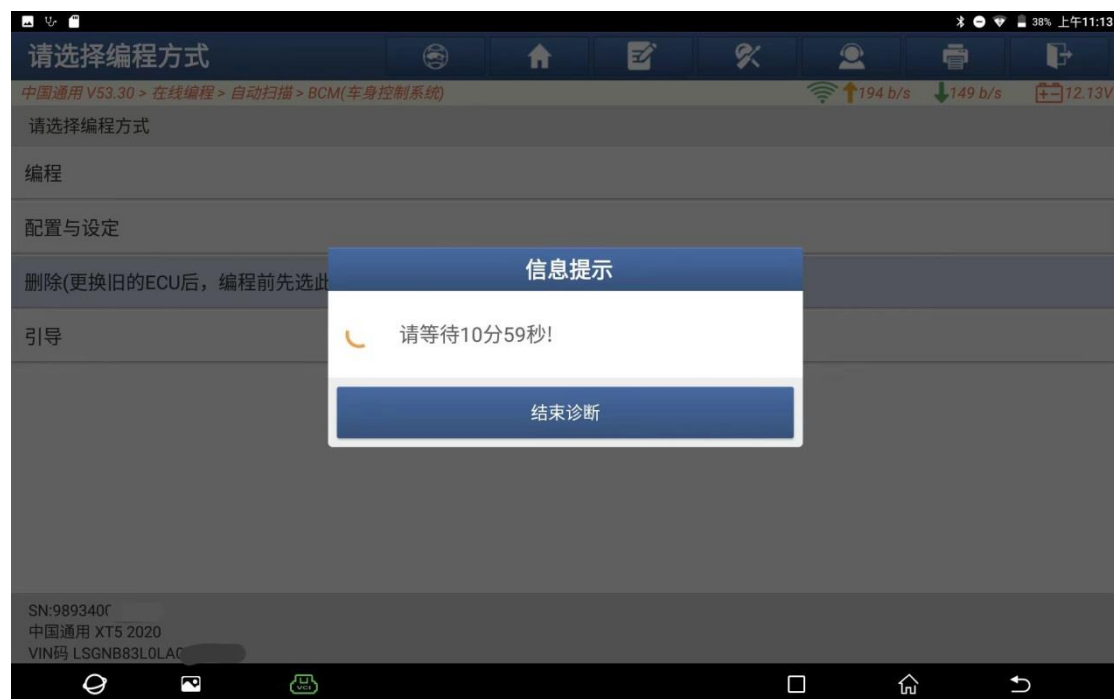 38% 上午11:13
请选择编程方式
中国通用 V53.30 > 在线编程 > 自动扫描 > BCM(车身控制系统)
194 b/s 149 b/s 12.13V
请选择编程方式
编程
配置与设定
删除(更换旧的ECU后，编程前先选此
引导
信息提示
请等待10分59秒!
结束诊断
SN:9893400
中国通用 XT5 2020
VIN码 LSGNB83L0LA
VCI